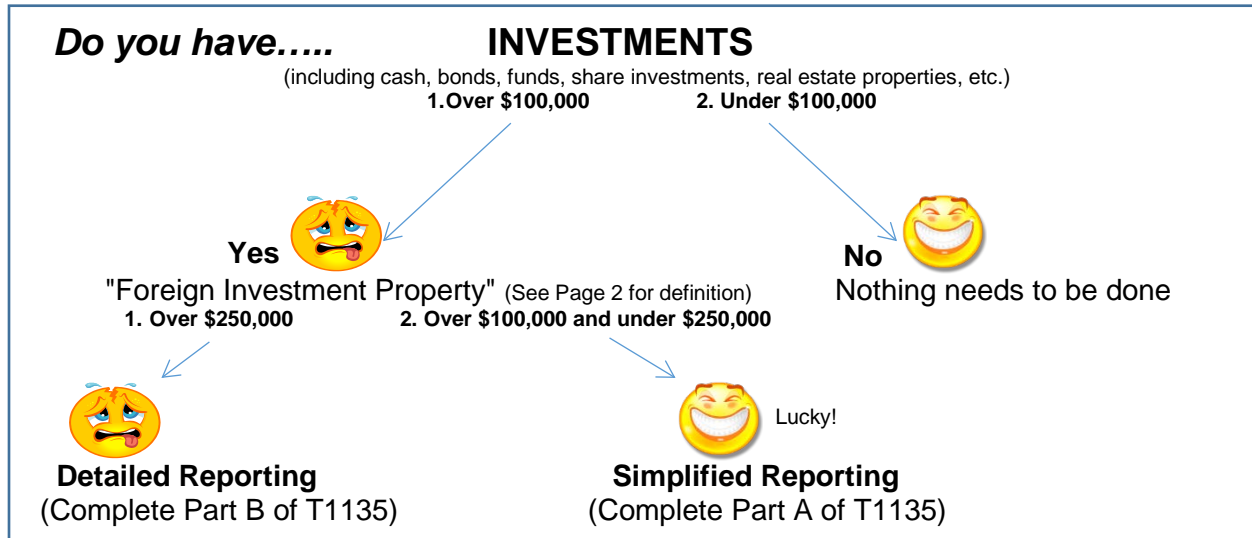 Do you have….. INVESTMENTS
(including cash, bonds, funds, share investments, real estate properties, etc.)
1.Over $100,000 2. Under $100,000
Yes
No
"Foreign Investment Property" (See Page 2 for definition)
Nothing needs to be done
1. Over $250,000 2. Over $100,000 and under $250,000
Lucky!
Detailed Reporting
(Complete Part B of T1135)
Simplified Reporting
(Complete Part A of T1135)